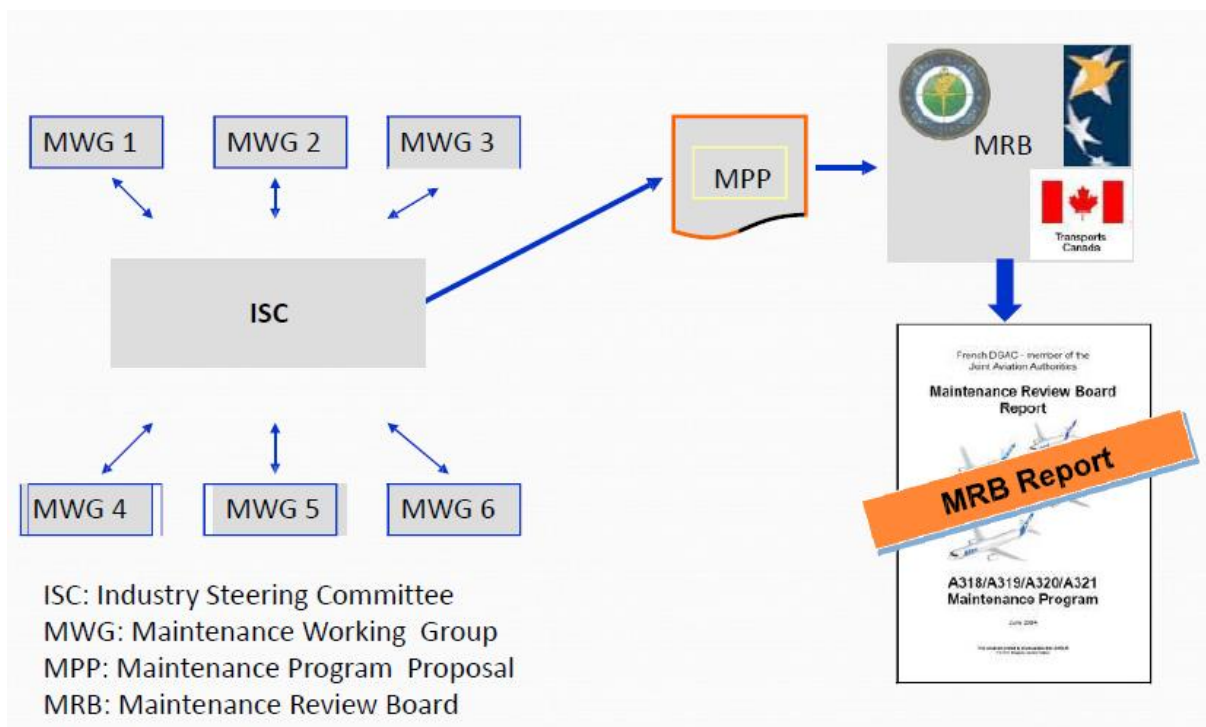 MWG 1
MWG 2
MWG 3
ISC
MWG 4
MWG 5
MWG 6
MPP
MRB
Transports
Canada
French DGAC - member of the
Joint Aviation Authorities
Maintenance Review Board
Report
MRB Report
A318/A319/A320/A321
Maintenance Program
June 2004
ISC: Industry Steering Committee
MWG: Maintenance Working Group
MPP: Maintenance Program Proposal
MRB: Maintenance Review Board